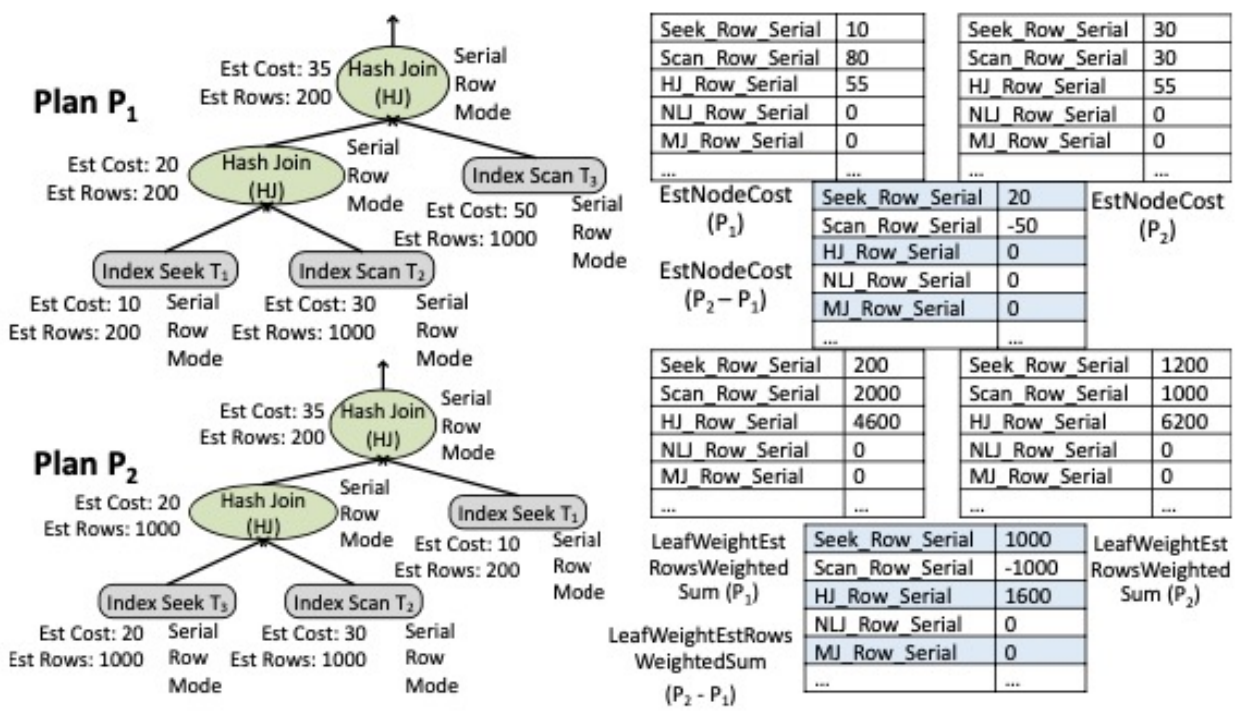 Plan P1
Est Cost: 35
Est Rows: 200
Hash Join
(HJ)
Serial
Row
Mode
Est Cost: 20
Est Rows: 200
Hash Join
(HJ)
Serial
Row
Mode
Index Scan T3
Est Cost: 50
Est Rows: 1000
Serial
Row
Mode
Index Seek T1
Est Cost: 10
Est Rows: 200
Serial
Row
Mode
Index Scan T2
Est Cost: 30
Est Rows: 1000
Serial
Row
Mode
Plan P2
Est Cost: 35
Est Rows: 200
Hash Join
(HJ)
Serial
Row
Mode
Est Cost: 20
Est Rows: 1000
Hash Join
(HJ)
Serial
Row
Mode
Index Seek T1
Est Cost: 10
Est Rows: 200
Serial
Row
Mode
Index Seek T3
Est Cost: 20
Est Rows: 1000
Serial
Row
Mode
Index Scan T2
Est Cost: 30
Est Rows: 1000
Serial
Row
Mode
Seek_Row_Serial 10
Scan_Row_Serial 80
HJ_Row_Serial 55
NLJ_Row_Serial 0
MJ_Row_Serial 0
... ...
EstNodeCost
(P1)
Seek_Row_Serial 30
Scan_Row_Serial 30
HJ_Row_Serial 55
NLJ_Row_Serial 0
MJ_Row_Serial 0
... ...
EstNodeCost
(P2)
Seek_Row_Serial 20
Scan_Row_Serial -50
HJ_Row_Serial 0
NLJ_Row_Serial 0
MJ_Row_Serial 0
... ...
EstNodeCost
(P2 – P1)
Seek_Row_Serial 200
Scan_Row_Serial 2000
HJ_Row_Serial 4600
NLJ_Row_Serial 0
MJ_Row_Serial 0
... ...
LeafWeightEst
RowsWeighted
Sum (P1)
Seek_Row_Serial 1200
Scan_Row_Serial 1000
HJ_Row_Serial 6200
NLJ_Row_Serial 0
MJ_Row_Serial 0
... ...
LeafWeightEst
RowsWeighted
Sum (P2)
Seek_Row_Serial 1000
Scan_Row_Serial -1000
HJ_Row_Serial 1600
NLJ_Row_Serial 0
MJ_Row_Serial 0
... ...
LeafWeightEstRows
WeightedSum
(P2 - P1)